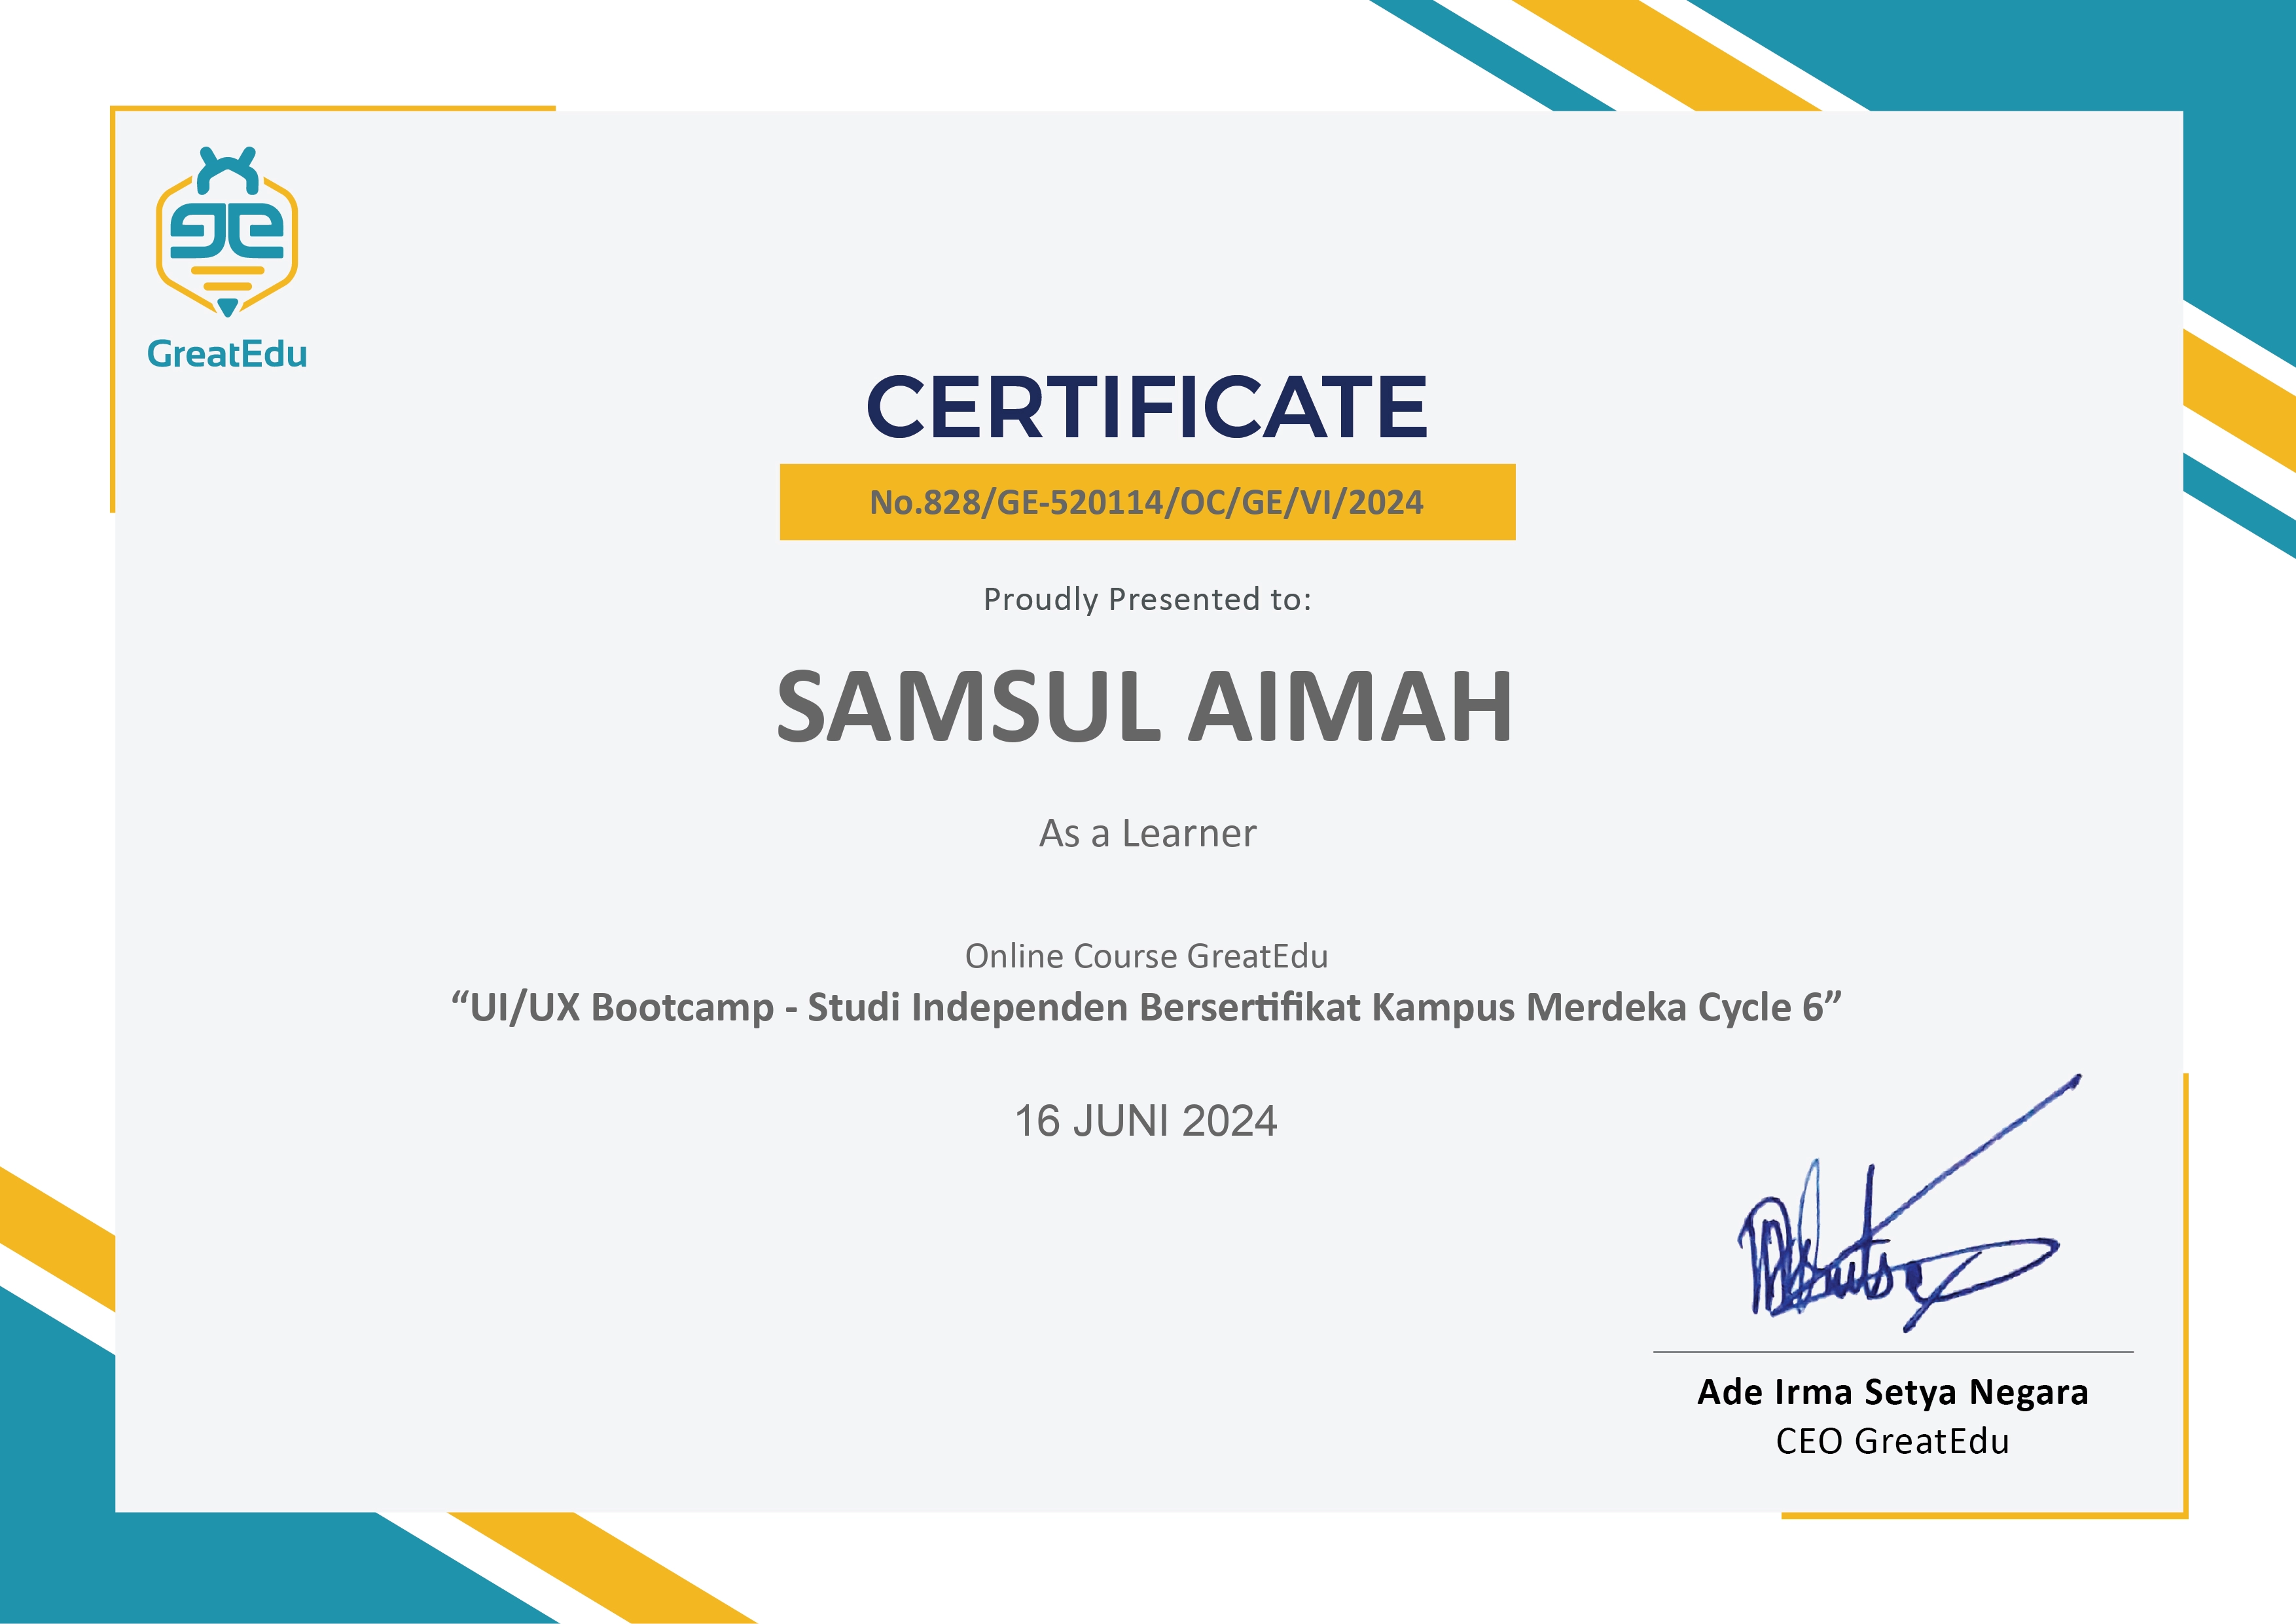 GreatEdu
CERTIFICATE
No.828/GE-520114/OC/GE/VI/2024
Proudly Presented to:
SAMSUL AIMAH
As a Learner
Online Course GreatEdu
“UI/UX Bootcamp - Studi Independen Bersertifikat Kampus Merdeka Cycle 6”
16 JUNI 2024
Ade Irma Setya Negara
CEO GreatEdu